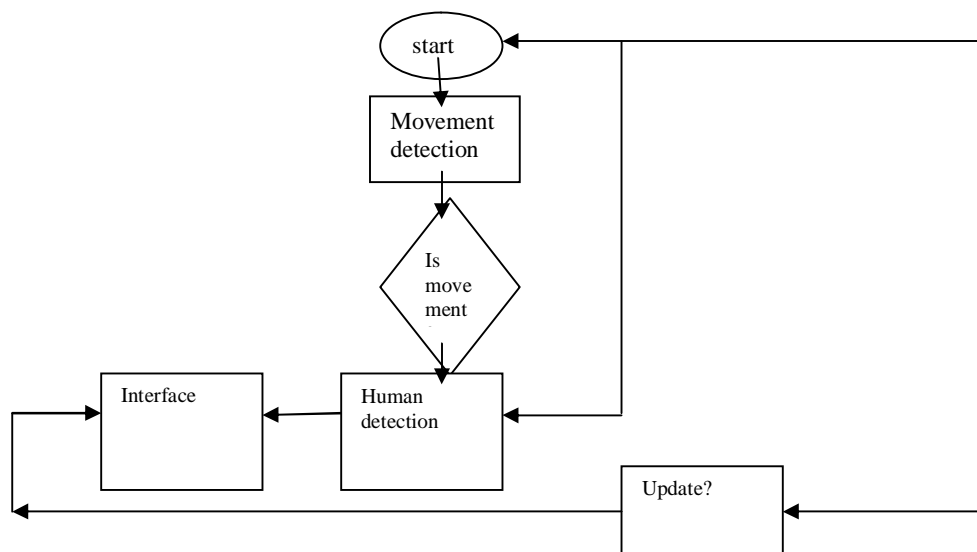 start
Movement
detection
Is
move
ment
Interface
Human
detection
Update?